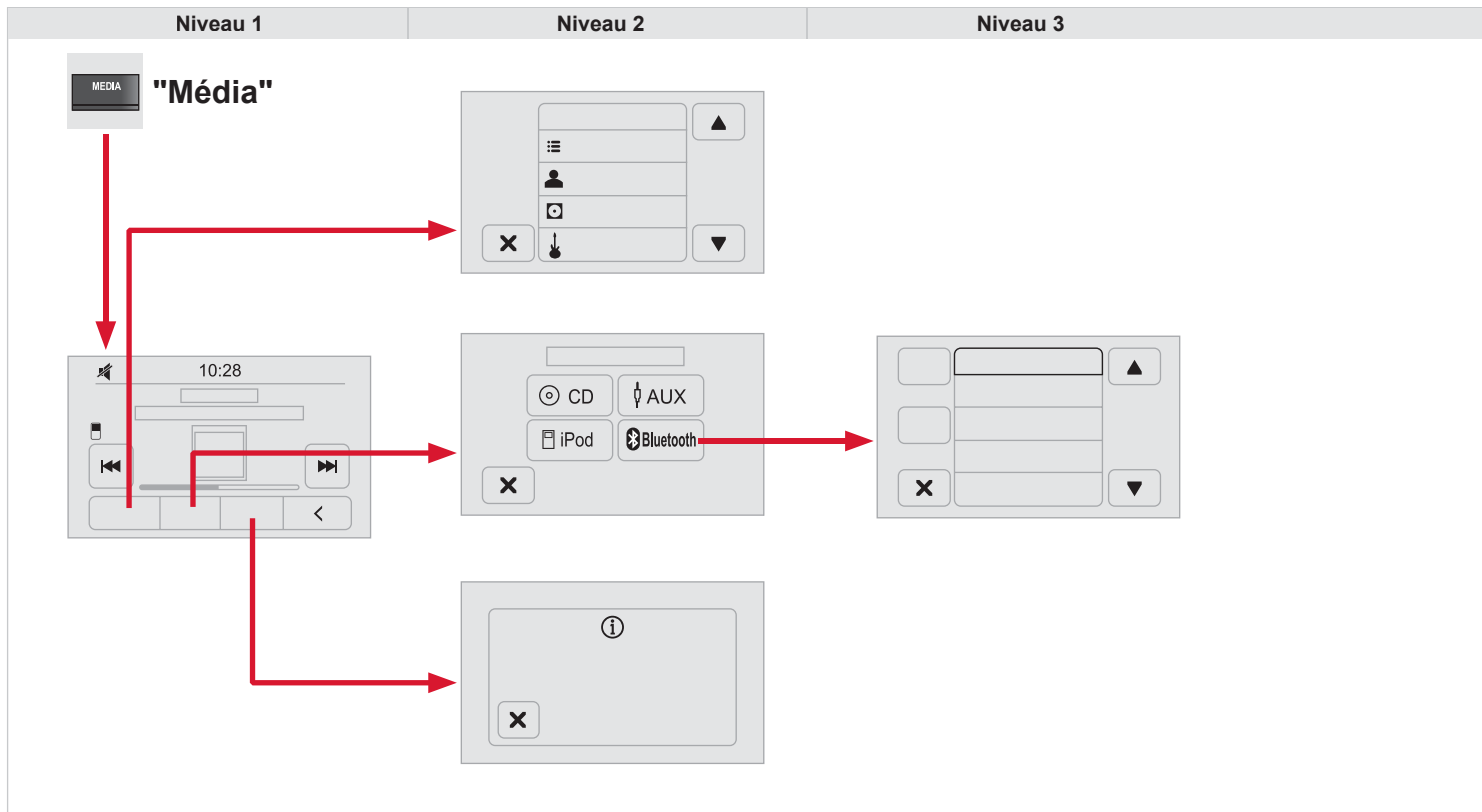 Niveau 1
Niveau 2
Niveau 3
MEDIA
"Média"
10:28
CD
AUX
iPod
Bluetooth